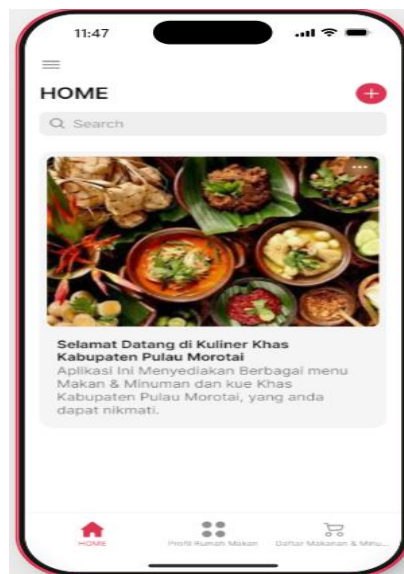 11:47
HOME
Search
Selamat Datang di Kuliner Khas
Kabupaten Pulau Morotai
Aplikasi Ini Menyediakan Berbagai menu
Makan & Minuman dan kue Khas
Kabupaten Pulau Morotai, yang anda
dapat nikmati.
HOME
Profil Rumah Makan
Daftar Makanan & Minu...